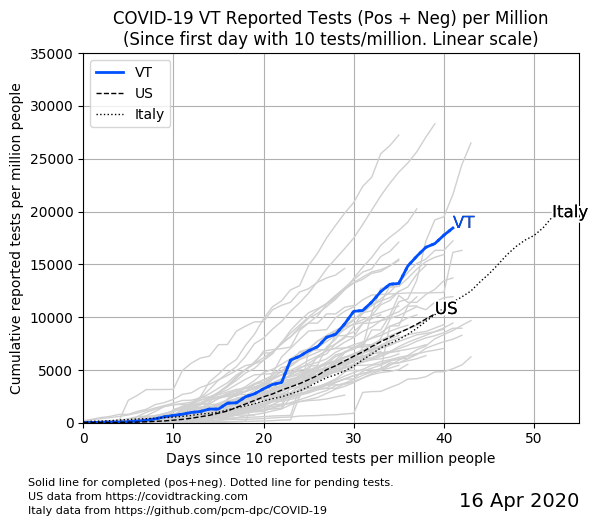 COVID-19 VT Reported Tests (Pos + Neg) per Million
(Since first day with 10 tests/million. Linear scale)
Cumulative reported tests per million people
35000
30000
25000
20000
15000
10000
5000
0
VT
US
Italy
Italy
VT
US
0 10 20 30 40 50
Days since 10 reported tests per million people
Solid line for completed (pos+neg). Dotted line for pending tests.
US data from https://covidtracking.com
Italy data from https://github.com/pcm-dpc/COVID-19
16 Apr 2020